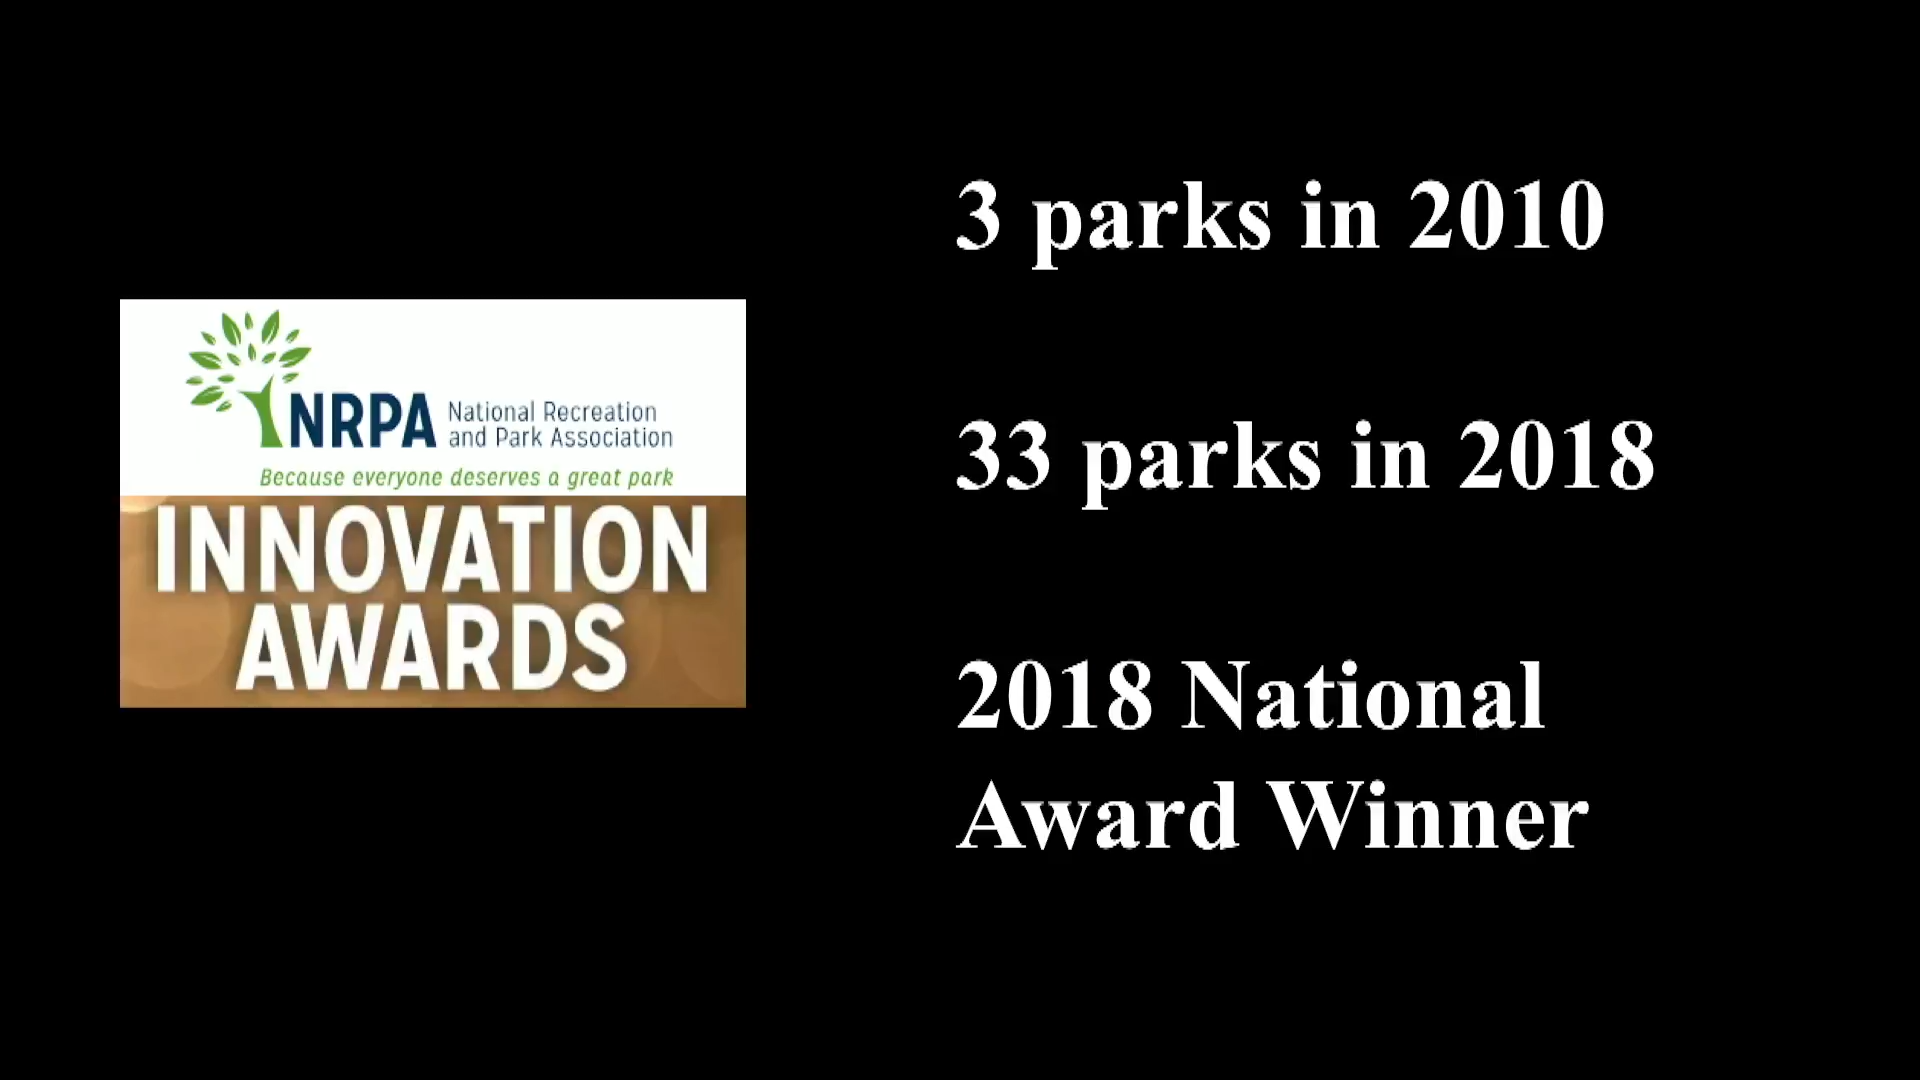 NRPA
National Recreation
and Park Association
Because everyone deserves a great park
INNOVATION
AWARDS
3 parks in 2010
33 parks in 2018
2018 National
Award Winner